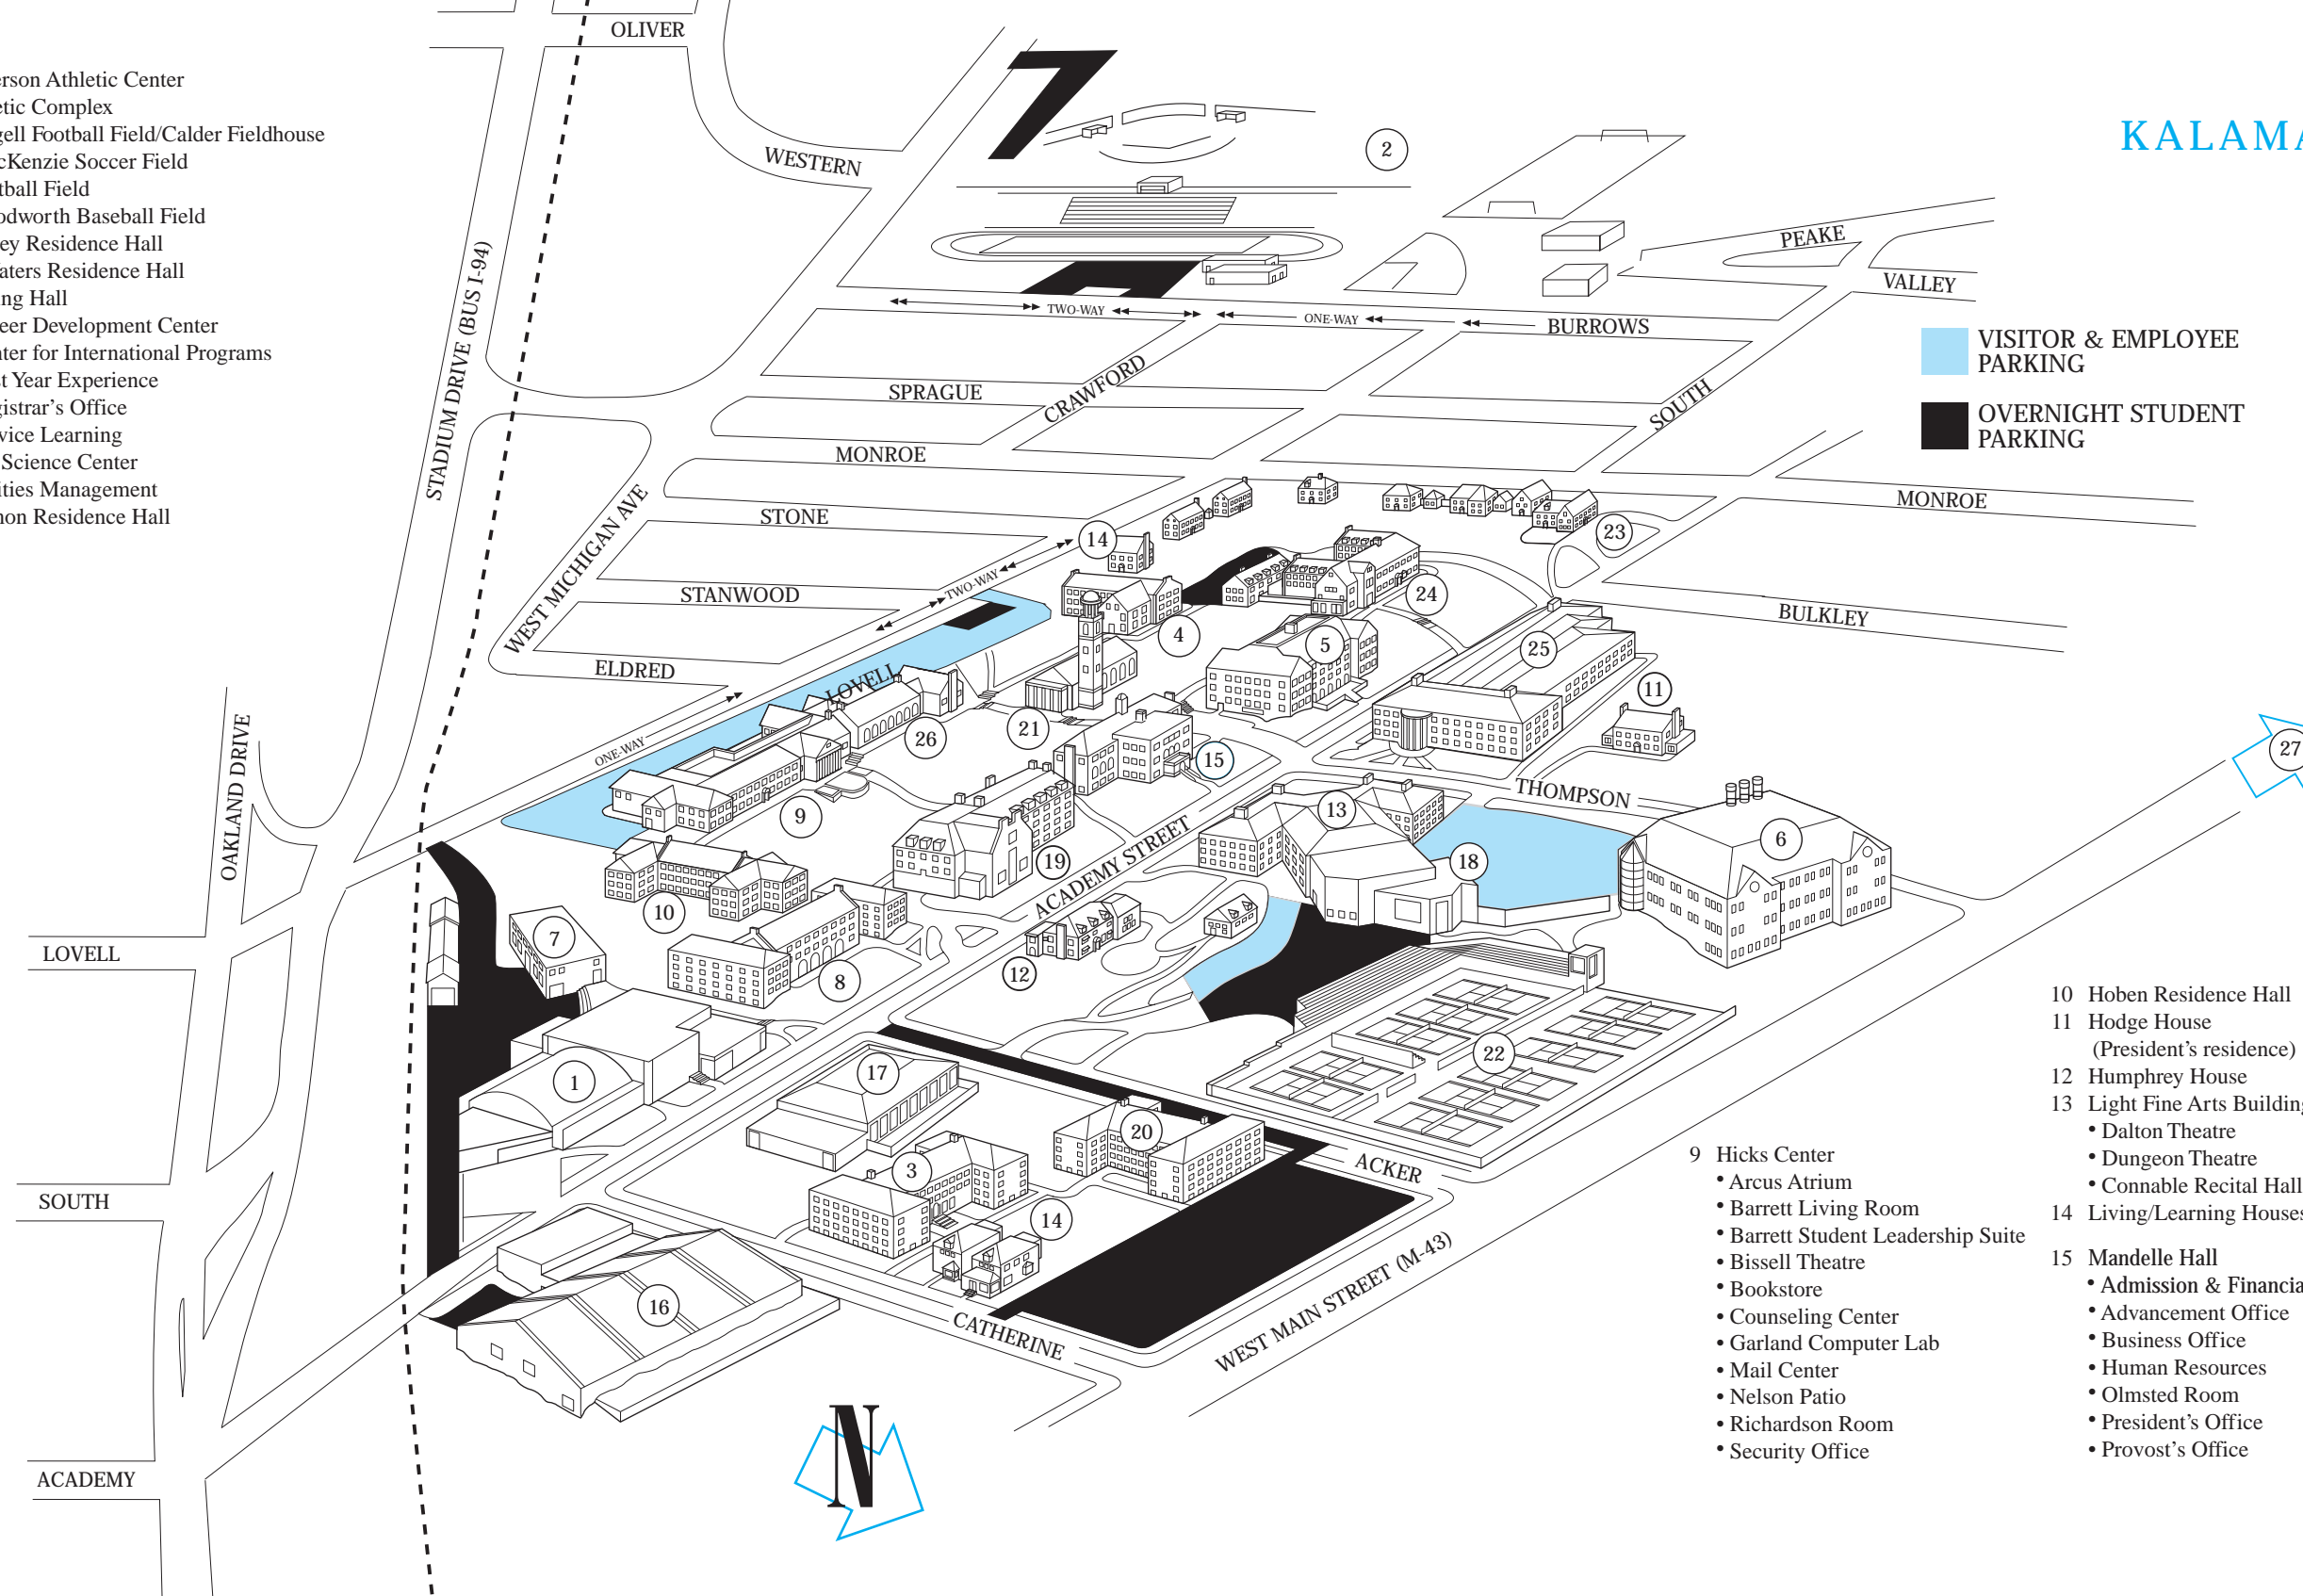 erson Athletic Center
etic Complex
gell Football Field/Calder Fieldhouse
cKenzie Soccer Field
tball Field
odworth Baseball Field
ey Residence Hall
aters Residence Hall
ing Hall
eer Development Center
nter for International Programs
st Year Experience
gistrar's Office
vice Learning
Science Center
ities Management
mon Residence Hall
OLIVER
WESTERN
STADIUM DRIVE (BUS I-94)
2
KALAMA
PEAKE
VALLEY
TWO-WAY
ONE-WAY
BURROWS
VISITOR & EMPLOYEE
PARKING
OVERNIGHT STUDENT
PARKING
SPRAGUE
CRAWFORD
SOUTH
MONROE
MONROE
STONE
WEST MICHIGAN AVE
STANWOOD
TWO-WAY
ELDRED
LOVELL
ONE-WAY
BULKLEY
14
23
24
4
5
25
11
21
26
15
27
THOMPSON
9
13
6
18
19
ACADEMY STREET
10
7
8
12
OAKLAND DRIVE
LOVELL
1
17
22
20
3
14
ACKER
SOUTH
16
CATHERINE
WEST MAIN STREET (M-43)
ACADEMY
N
9 Hicks Center
• Arcus Atrium
• Barrett Living Room
• Barrett Student Leadership Suite
• Bissell Theatre
• Bookstore
• Counseling Center
• Garland Computer Lab
• Mail Center
• Nelson Patio
• Richardson Room
• Security Office
10 Hoben Residence Hall
11 Hodge House
(President's residence)
12 Humphrey House
13 Light Fine Arts Building
• Dalton Theatre
• Dungeon Theatre
• Connable Recital Hall
14 Living/Learning Houses
15 Mandelle Hall
• Admission & Financia
• Advancement Office
• Business Office
• Human Resources
• Olmsted Room
• President's Office
• Provost's Office